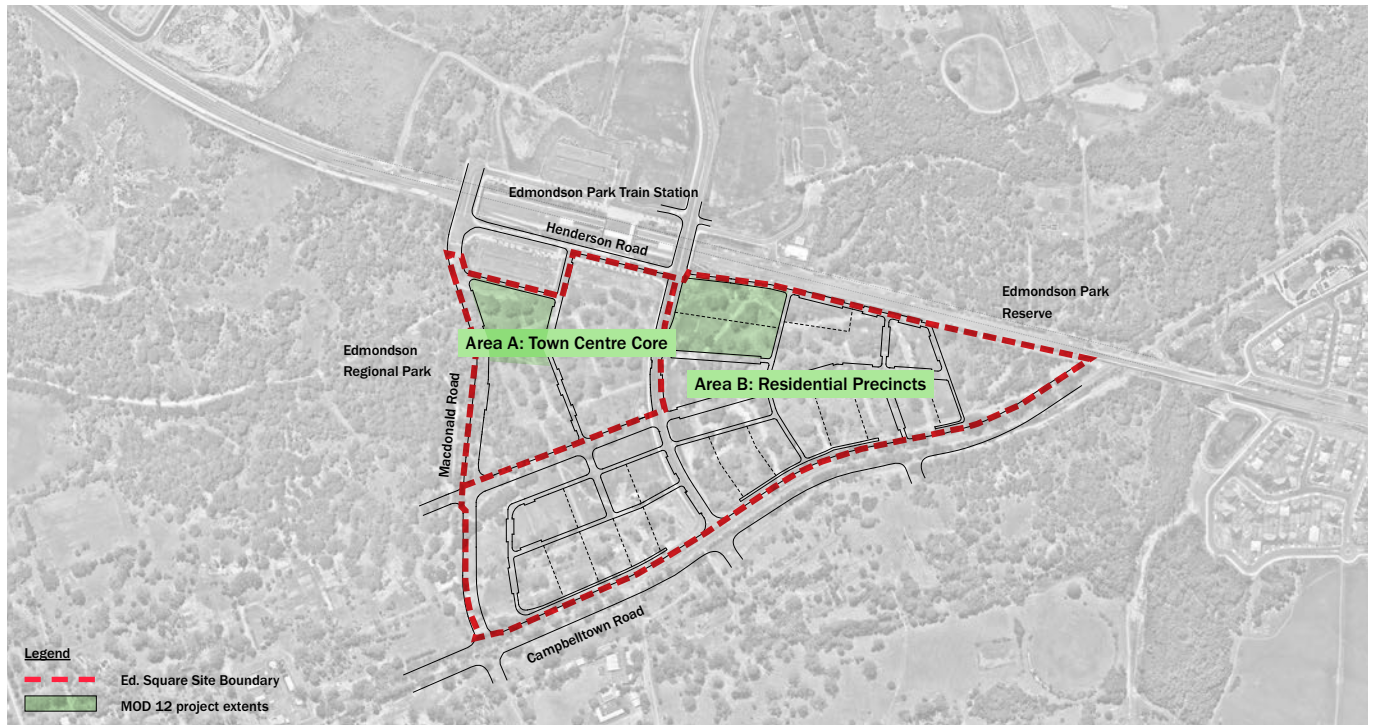 Edmondson Park Train Station
Henderson Road
Edmondson Park
Reserve
Area A: Town Centre Core
Edmondson
Regional Park
Area B: Residential Precincts
Macdonald Road
Campbelltown Road
Legend
Ed. Square Site Boundary
MOD 12 project extents